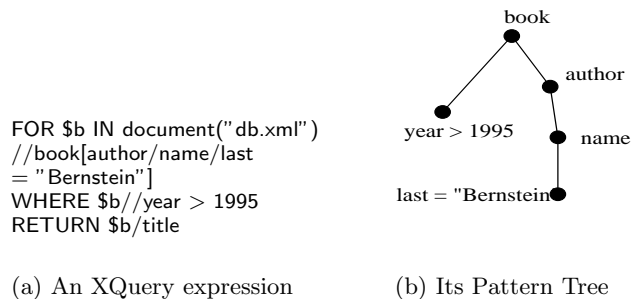 book
author
year > 1995
name
last = "Bernstein
FOR $b IN document("db.xml")
//book[author/name/last
= "Bernstein"]
WHERE $b//year > 1995
RETURN $b/title
(a) An XQuery expression
(b) Its Pattern Tree